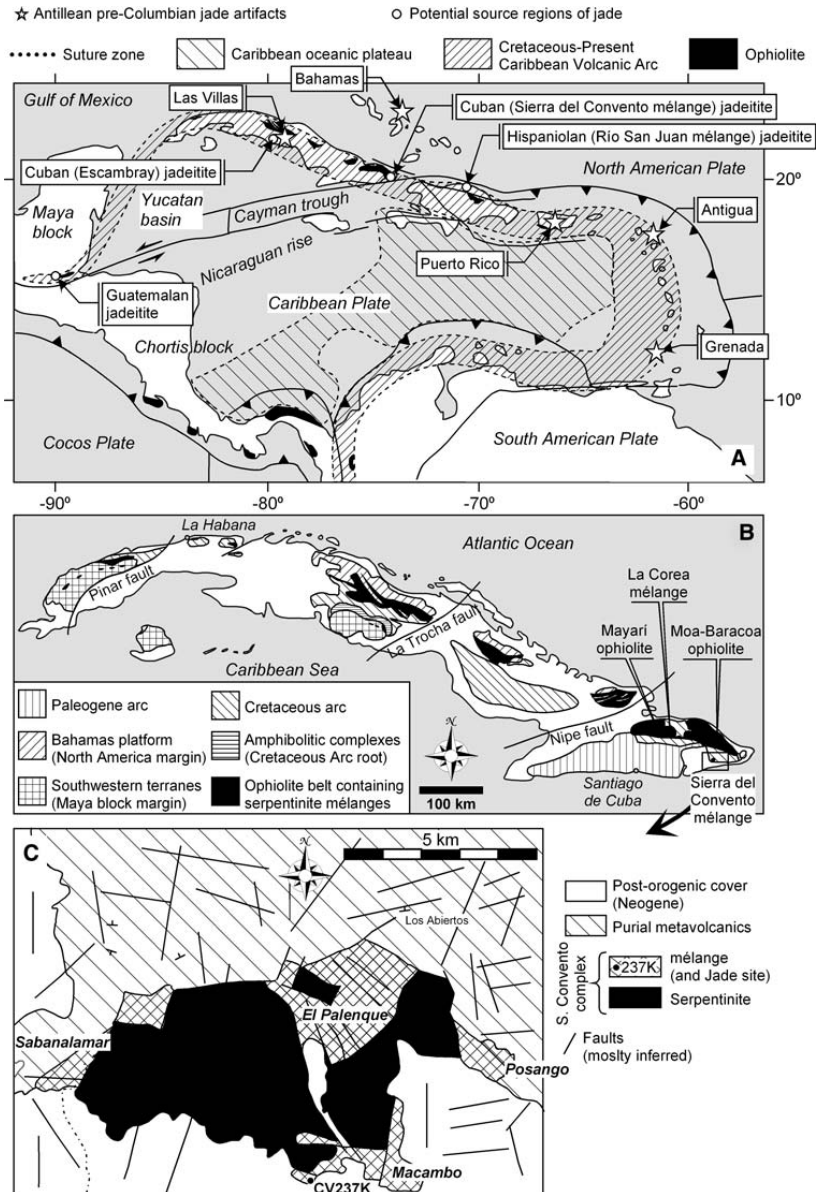 Antillean pre-Columbian jade artifacts
Potential source regions of jade
Suture zone
Caribbean oceanic plateau
Cretaceous-Present
Caribbean Volcanic Arc
Ophiolite
Bahamas
Gulf of Mexico
Las Villas
Cuban (Sierra del Convento mélange) jadeitite
Hispaniolan (Río San Juan mélange) jadeitite
Cuban (Escambray) jadeitite
North American Plate
20º
Maya
block
Yucatan
basin
Cayman trough
Antigua
Nicaraguan rise
Puerto Rico
Guatemalan
jadeitite
Caribbean Plate
Chortis block
Grenada
10º
Cocos Plate
South American Plate
A
-90º
-80º
-70º
-60º
B
La Habana
Atlantic Ocean
Pinar fault
La Corea
mélange
Mayarí
ophiolite
Moa-Baracoa
ophiolite
La Trocha fault
Caribbean Sea
Nipe fault
Paleogene arc
Cretaceous arc
Bahamas platform
(North America margin)
Amphibolitic complexes
(Cretaceous Arc root)
Southwestern terranes
(Maya block margin)
Ophiolite belt containing
serpentinite mélanges
N
100 km
Santiago
de Cuba
Sierra del
Convento
mélange
C
N
5 km
Los Abiertos
El Palenque
Sabanalamar
Posango
Macambo
CV237K
Post-orogenic cover
(Neogene)
Purial metavolcanics
S. Convento
complex
237K
mélange
(and Jade site)
Serpentinite
Faults
(moslty inferred)